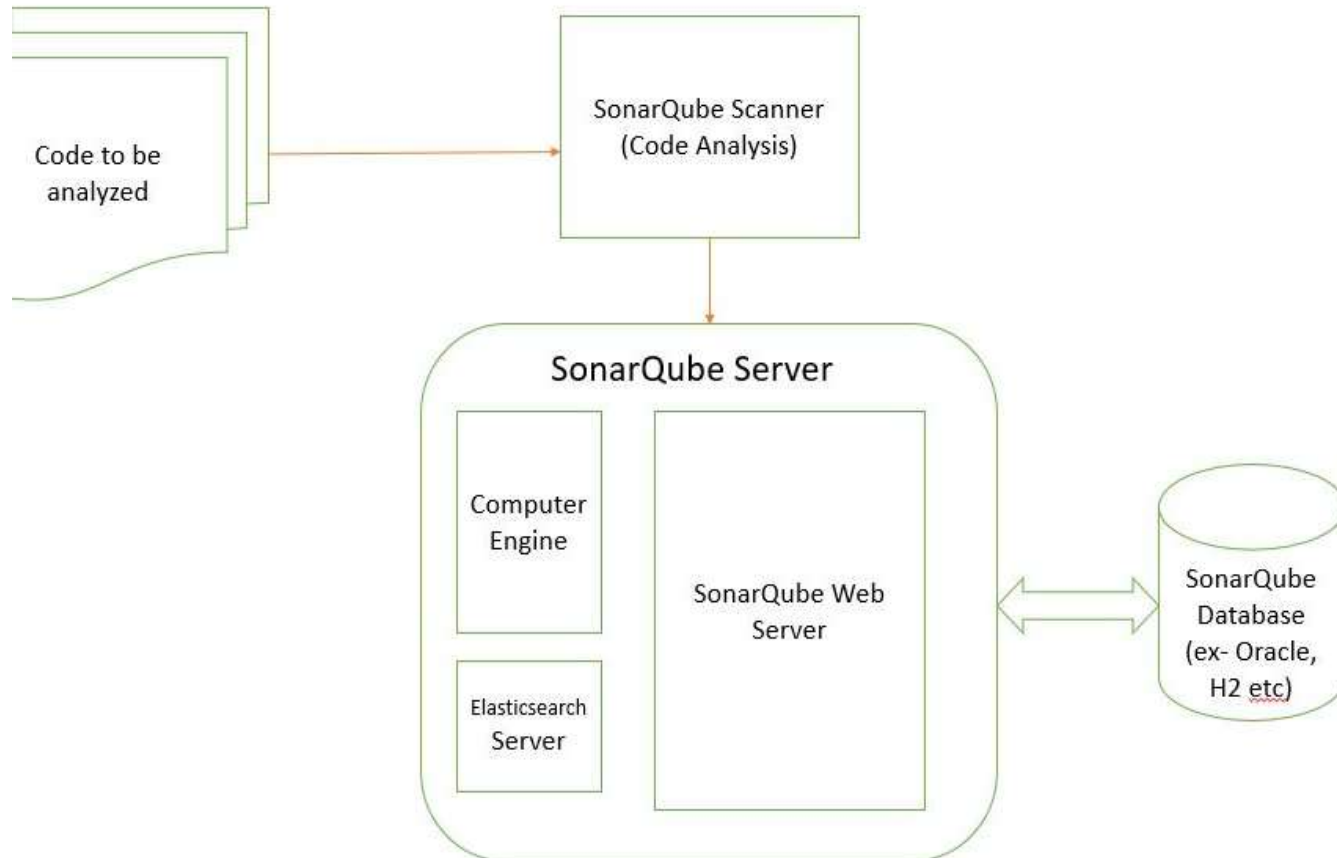 Code to be
analyzed
SonarQube Scanner
(Code Analysis)
SonarQube Server
Computer
Engine
Elasticsearch
Server
SonarQube Web
Server
SonarQube
Database
(ex- Oracle,
H2 etc)